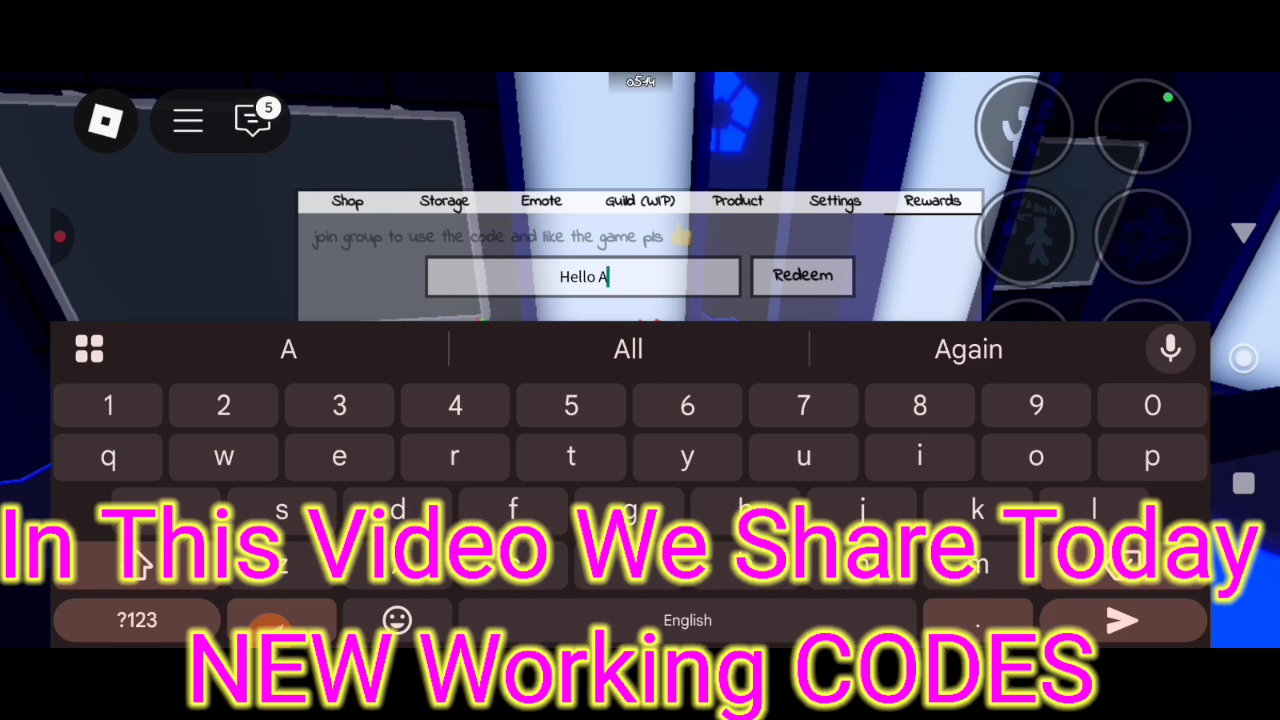 0514
5
Shop Storage Emote Guild (WIP) Product Settings Rewards
join group to use the code and like the game pls 👍
Hello A Redeem
A All Again
1 2 3 4 5 6 7 8 9 0
q w e r t y u i o p
s d f g h j k l
z m
In This Video We Share Today
?123 English .
NEW Working CODES